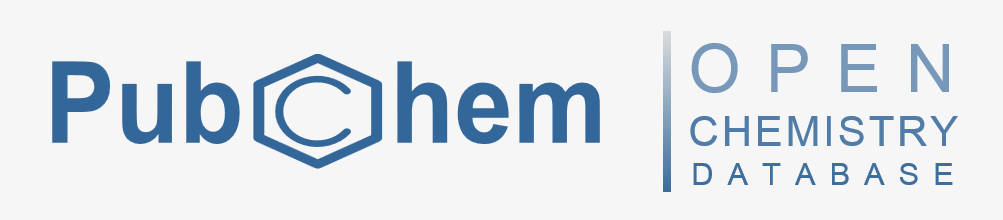 PubChem
OPEN
CHEMISTRY
DATABASE